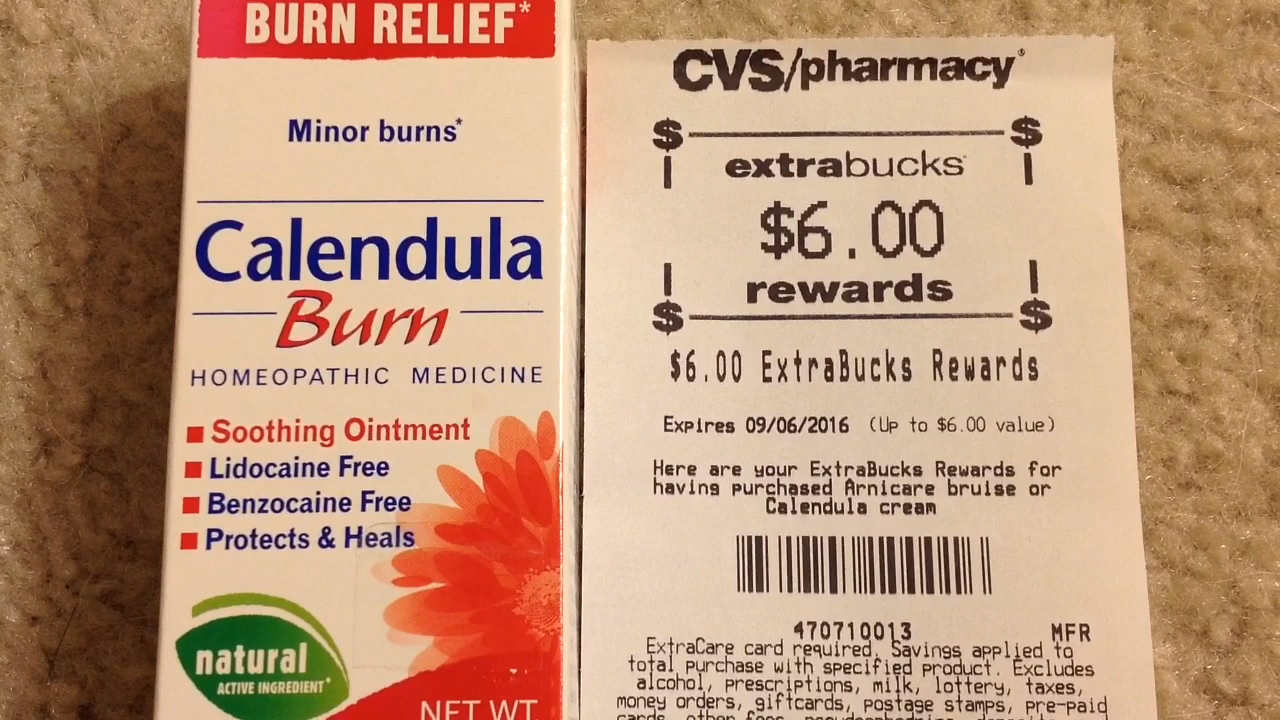 BURN RELIEF*
Minor burns*
Calendula
Burn
HOMEOPATHIC MEDICINE
Soothing Ointment
Lidocaine Free
Benzocaine Free
Protects & Heals
natural
ACTIVE INGREDIENT*
NET WT.
CVS/pharmacy®
$ $
extrabucks®
$6.00
rewards
$ $
$6.00 ExtraBucks Rewards
Expires 09/06/2016 (Up to $6.00 value)
Here are your ExtraBucks Rewards for
having purchased Arnicare bruise or
Calendula cream
470710013 MFR
ExtraCare card required. Savings applied to
total purchase with specified product. Excludes
alcohol, prescriptions, milk, lottery, taxes,
money orders, giftcards, postage stamps, pre-paid
cards, other fees,